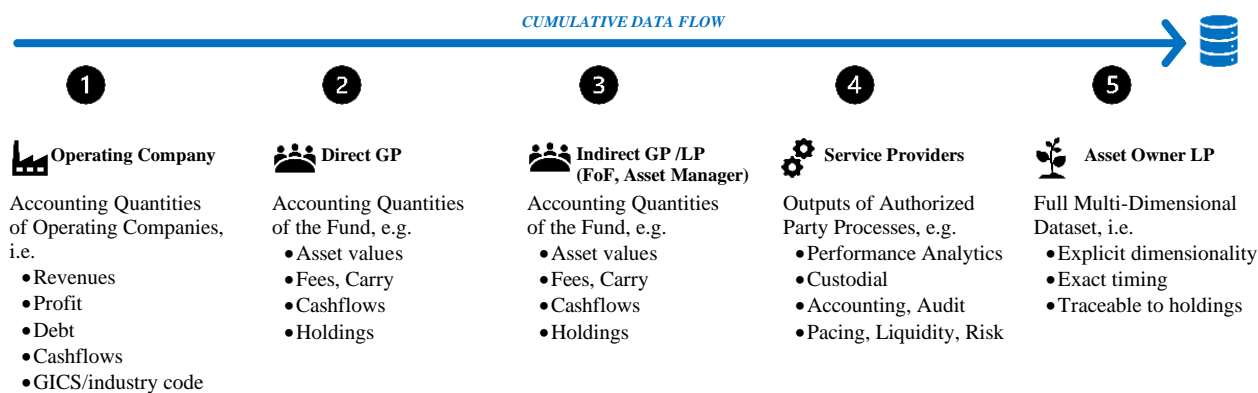 CUMULATIVE DATA FLOW
1
2
3
4
5
Operating Company
Accounting Quantities
of Operating Companies,
i.e.
•Revenues
•Profit
•Debt
•Cashflows
•GICS/industry code
Direct GP
Accounting Quantities
of the Fund, e.g.
•Asset values
•Fees, Carry
•Cashflows
•Holdings
Indirect GP /LP
(FoF, Asset Manager)
Accounting Quantities
of the Fund, e.g.
•Asset values
•Fees, Carry
•Cashflows
•Holdings
Service Providers
Outputs of Authorized
Party Processes, e.g.
•Performance Analytics
•Custodial
•Accounting, Audit
•Pacing, Liquidity, Risk
Asset Owner LP
Full Multi-Dimensional
Dataset, i.e.
•Explicit dimensionality
•Exact timing
•Traceable to holdings